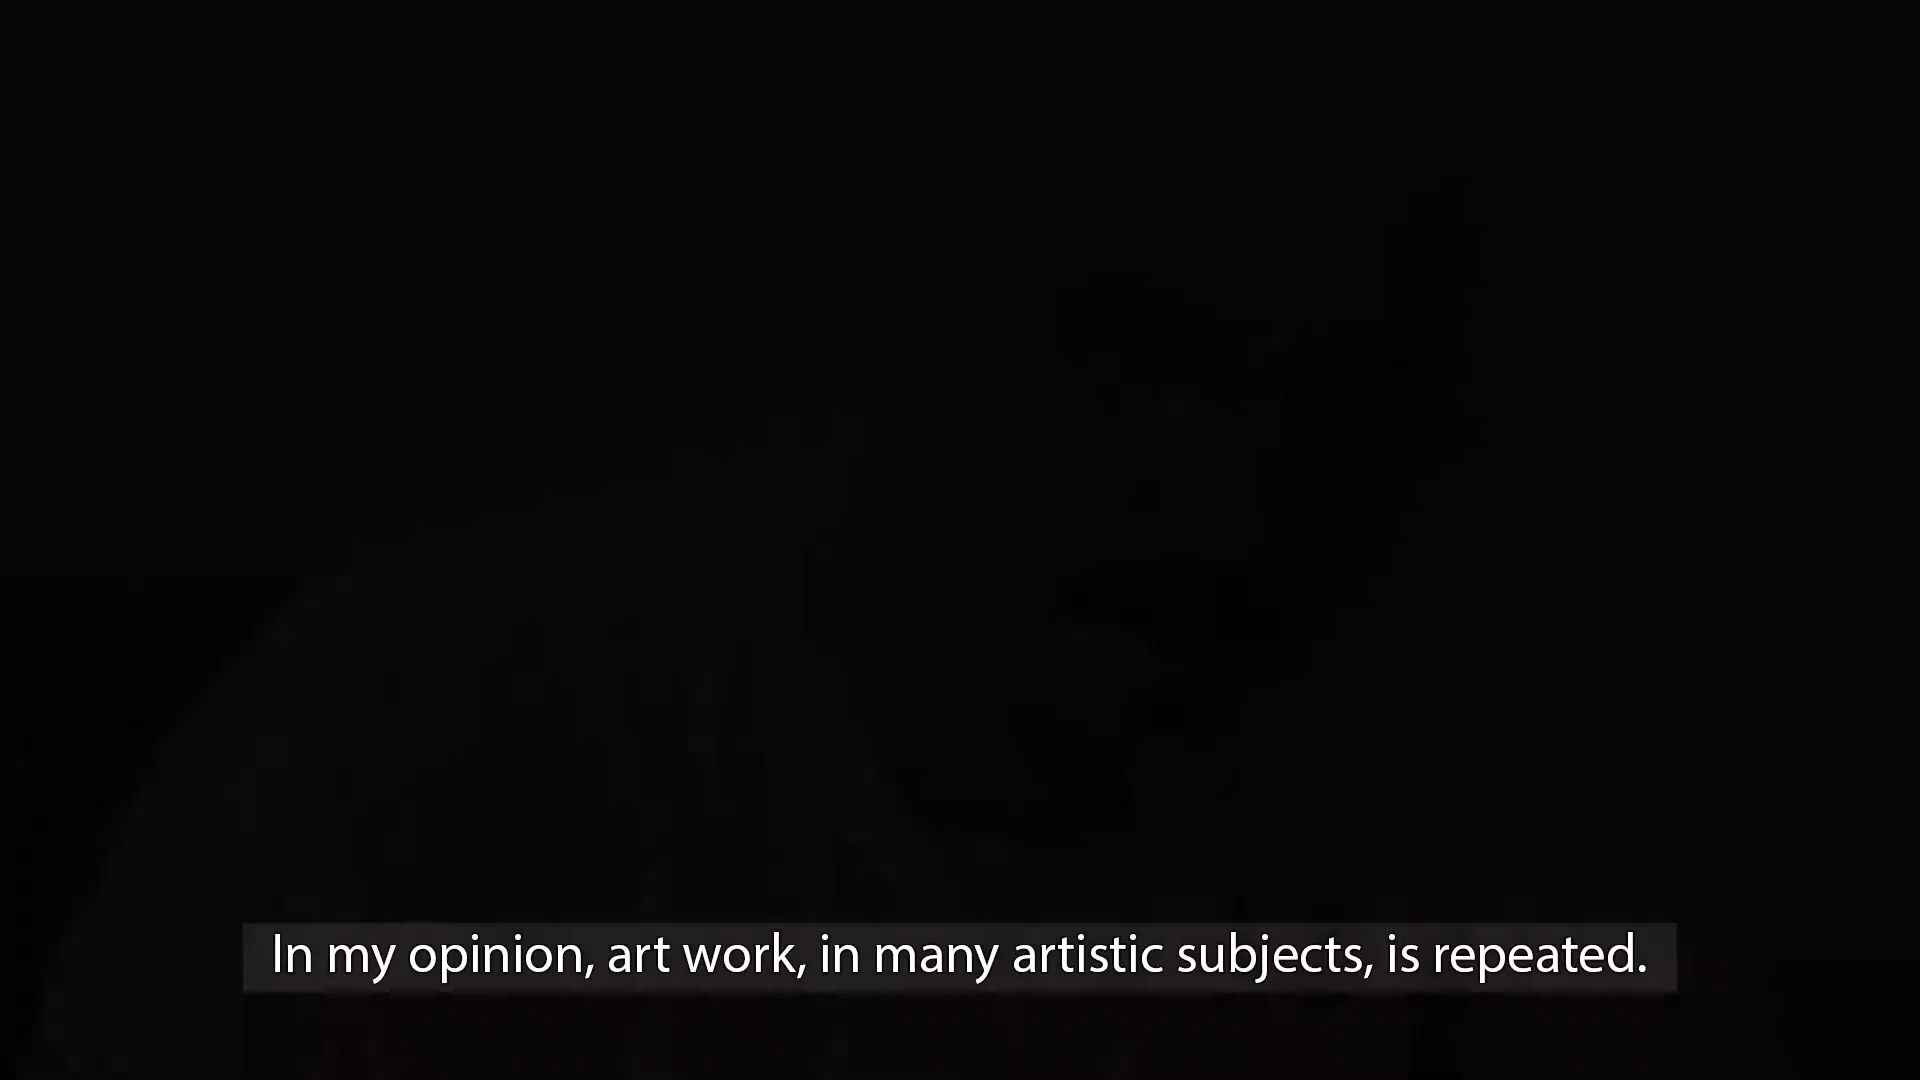 In my opinion, art work, in many artistic subjects, is repeated.